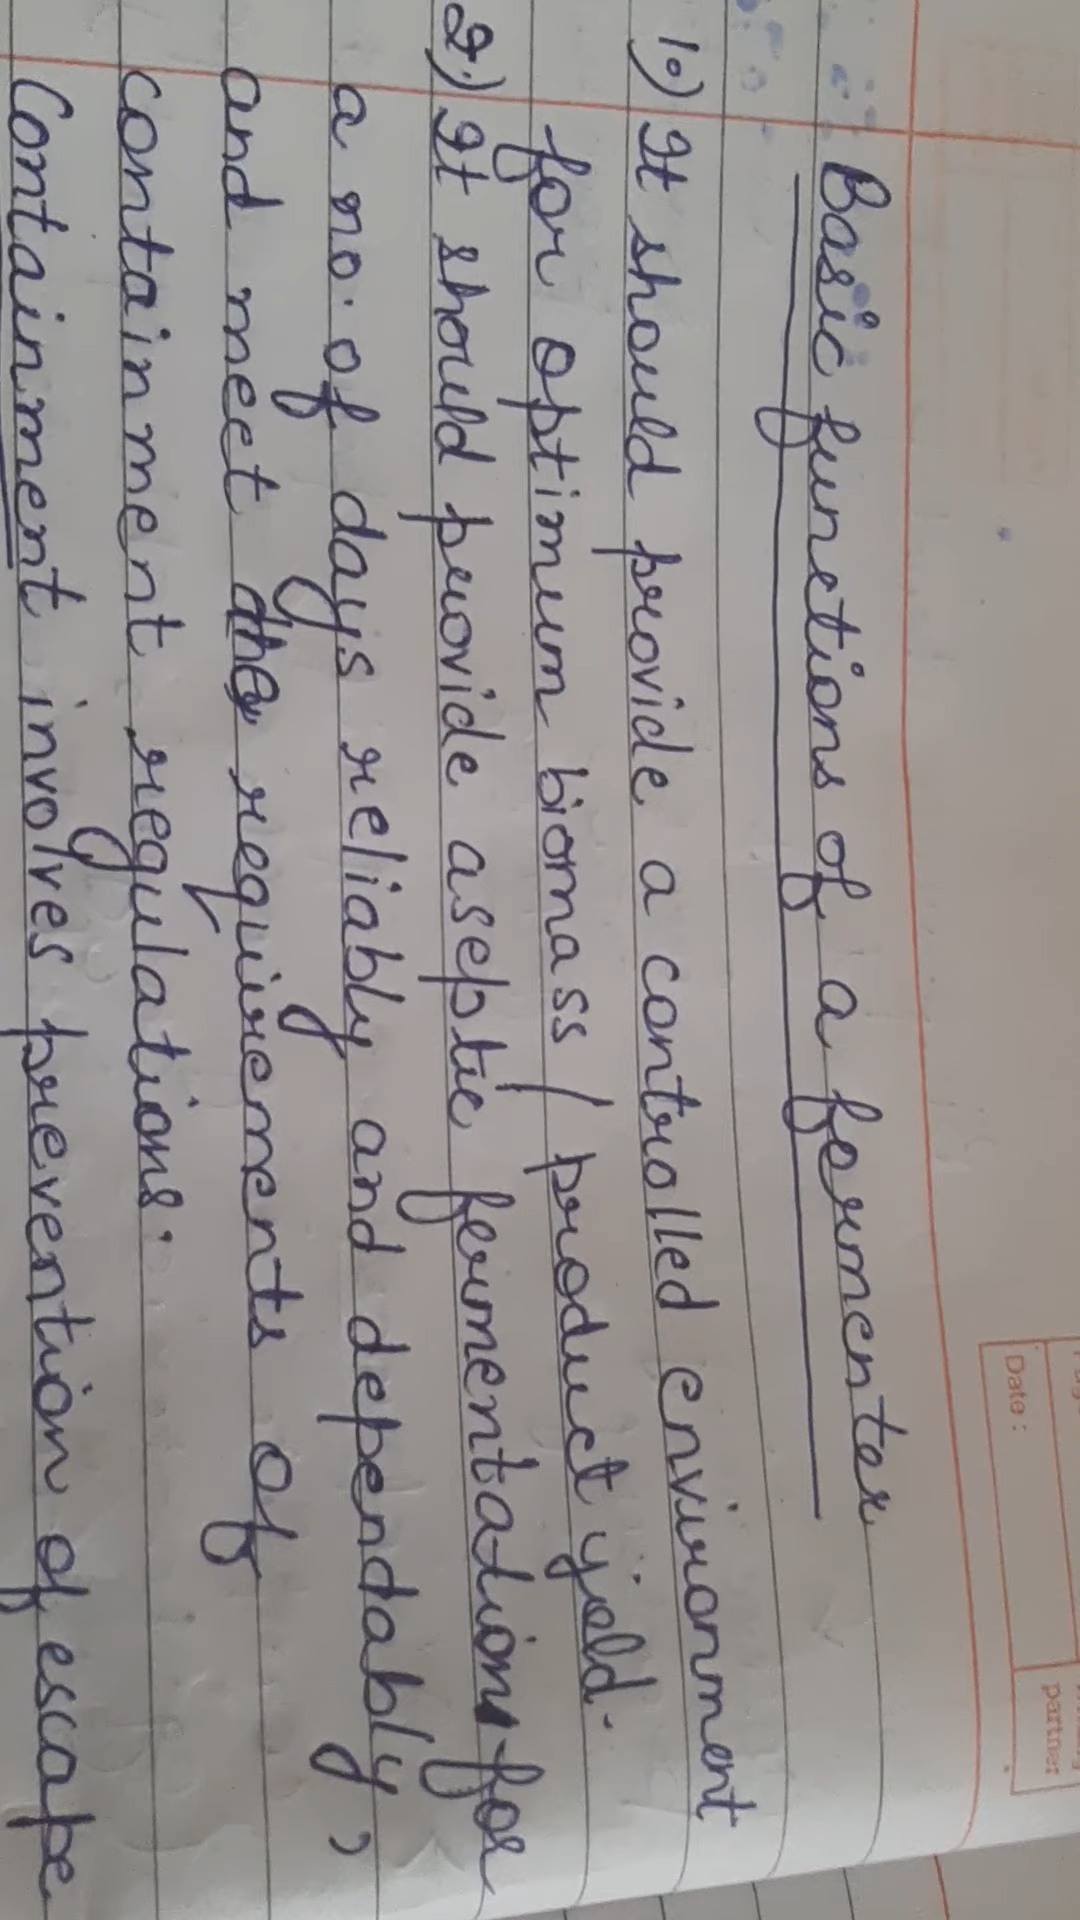 Date :
partner
Basic functions of a fermenter
1.) It should provide a controlled environment
for optimum biomass / product yield.
2.) It should provide aseptic fermentation for
a no. of days reliably and dependably,
and meet the requirements of
containment regulations.
Containment involves prevention of escape